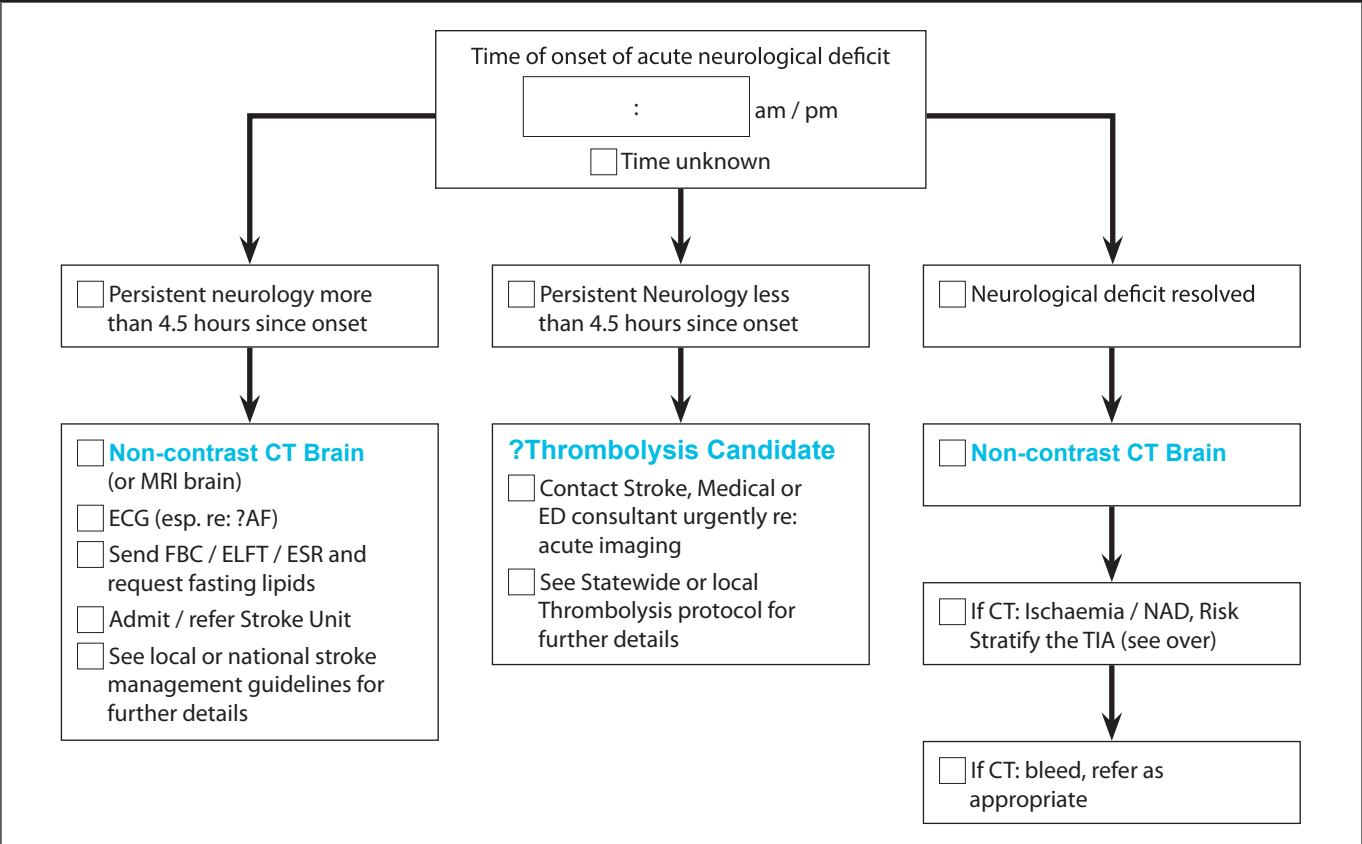 Time of onset of acute neurological deficit
: am / pm
Time unknown
Persistent neurology more
than 4.5 hours since onset
Persistent Neurology less
than 4.5 hours since onset
Neurological deficit resolved
Non-contrast CT Brain
(or MRI brain)
ECG (esp. re: ?AF)
Send FBC / ELFT / ESR and
request fasting lipids
Admit / refer Stroke Unit
See local or national stroke
management guidelines for
further details
?Thrombolysis Candidate
Contact Stroke, Medical or
ED consultant urgently re:
acute imaging
See Statewide or local
Thrombolysis protocol for
further details
Non-contrast CT Brain
If CT: Ischaemia / NAD, Risk
Stratify the TIA (see over)
If CT: bleed, refer as
appropriate